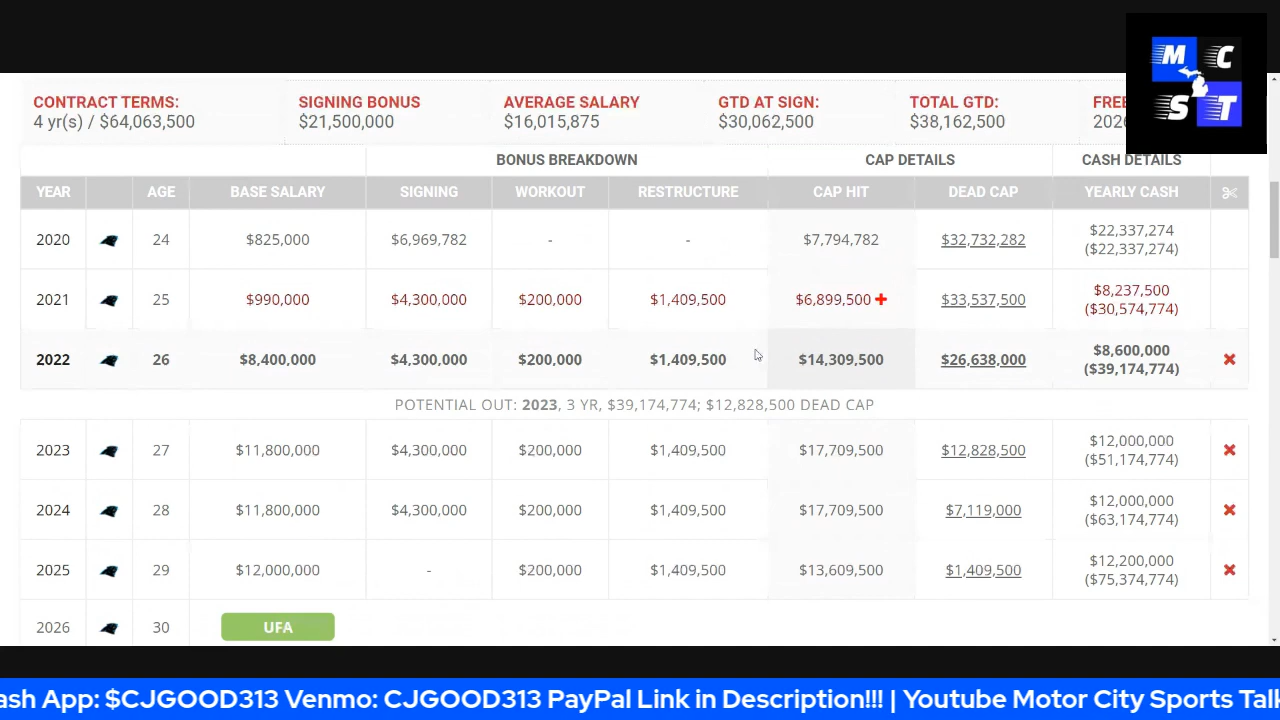 CONTRACT TERMS: SIGNING BONUS AVERAGE SALARY GTD AT SIGN: TOTAL GTD: FRE
4 yr(s) / $64,063,500 $21,500,000 $16,015,875 $30,062,500 $38,162,500 2026
M C
S T
BONUS BREAKDOWN CAP DETAILS CASH DETAILS
YEAR AGE BASE SALARY SIGNING WORKOUT RESTRUCTURE CAP HIT DEAD CAP YEARLY CASH
2020 24 $825,000 $6,969,782 - - $7,794,782 $32,732,282 $22,337,274
($22,337,274)
2021 25 $990,000 $4,300,000 $200,000 $1,409,500 $6,899,500 + $33,537,500 $8,237,500
($30,574,774)
2022 26 $8,400,000 $4,300,000 $200,000 $1,409,500 $14,309,500 $26,638,000 $8,600,000
($39,174,774)
POTENTIAL OUT: 2023, 3 YR, $39,174,774; $12,828,500 DEAD CAP
2023 27 $11,800,000 $4,300,000 $200,000 $1,409,500 $17,709,500 $12,828,500 $12,000,000
($51,174,774)
2024 28 $11,800,000 $4,300,000 $200,000 $1,409,500 $17,709,500 $7,119,000 $12,000,000
($63,174,774)
2025 29 $12,000,000 - $200,000 $1,409,500 $13,609,500 $1,409,500 $12,200,000
($75,374,774)
2026 30 UFA
ash App: $CJGOOD313 Venmo: CJGOOD313 PayPal Link in Description!!! | Youtube Motor City Sports Talk